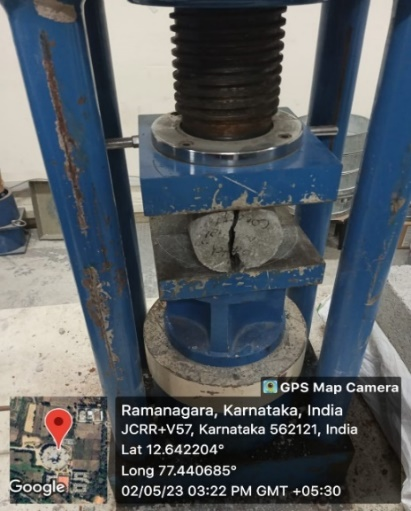 GPS Map Camera
Ramanagara, Karnataka, India
JCRR+V57, Karnataka 562121, India
Lat 12.642204°
Long 77.440685°
02/05/23 03:22 PM GMT +05:30
Google